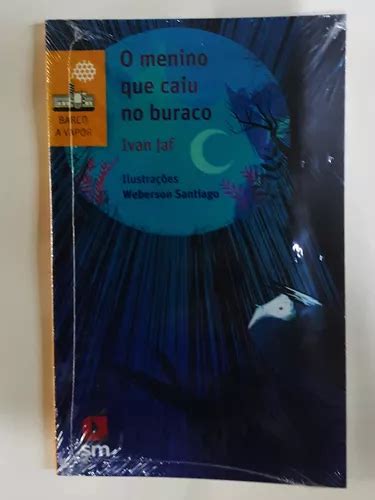 O menino
que caiu
no buraco
Ivan Jaf
Ilustrações
Weberson Santiago
BARCO
A VAPOR
sm